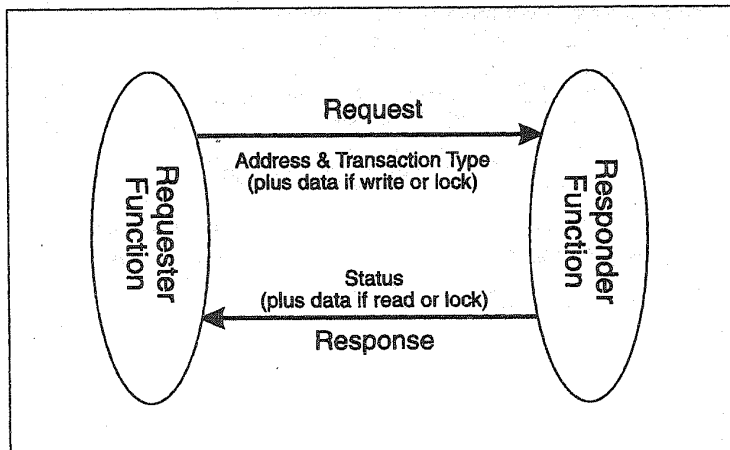 Requester
Function
Request
Address & Transaction Type
(plus data if write or lock)
Status
(plus data if read or lock)
Response
Responder
Function